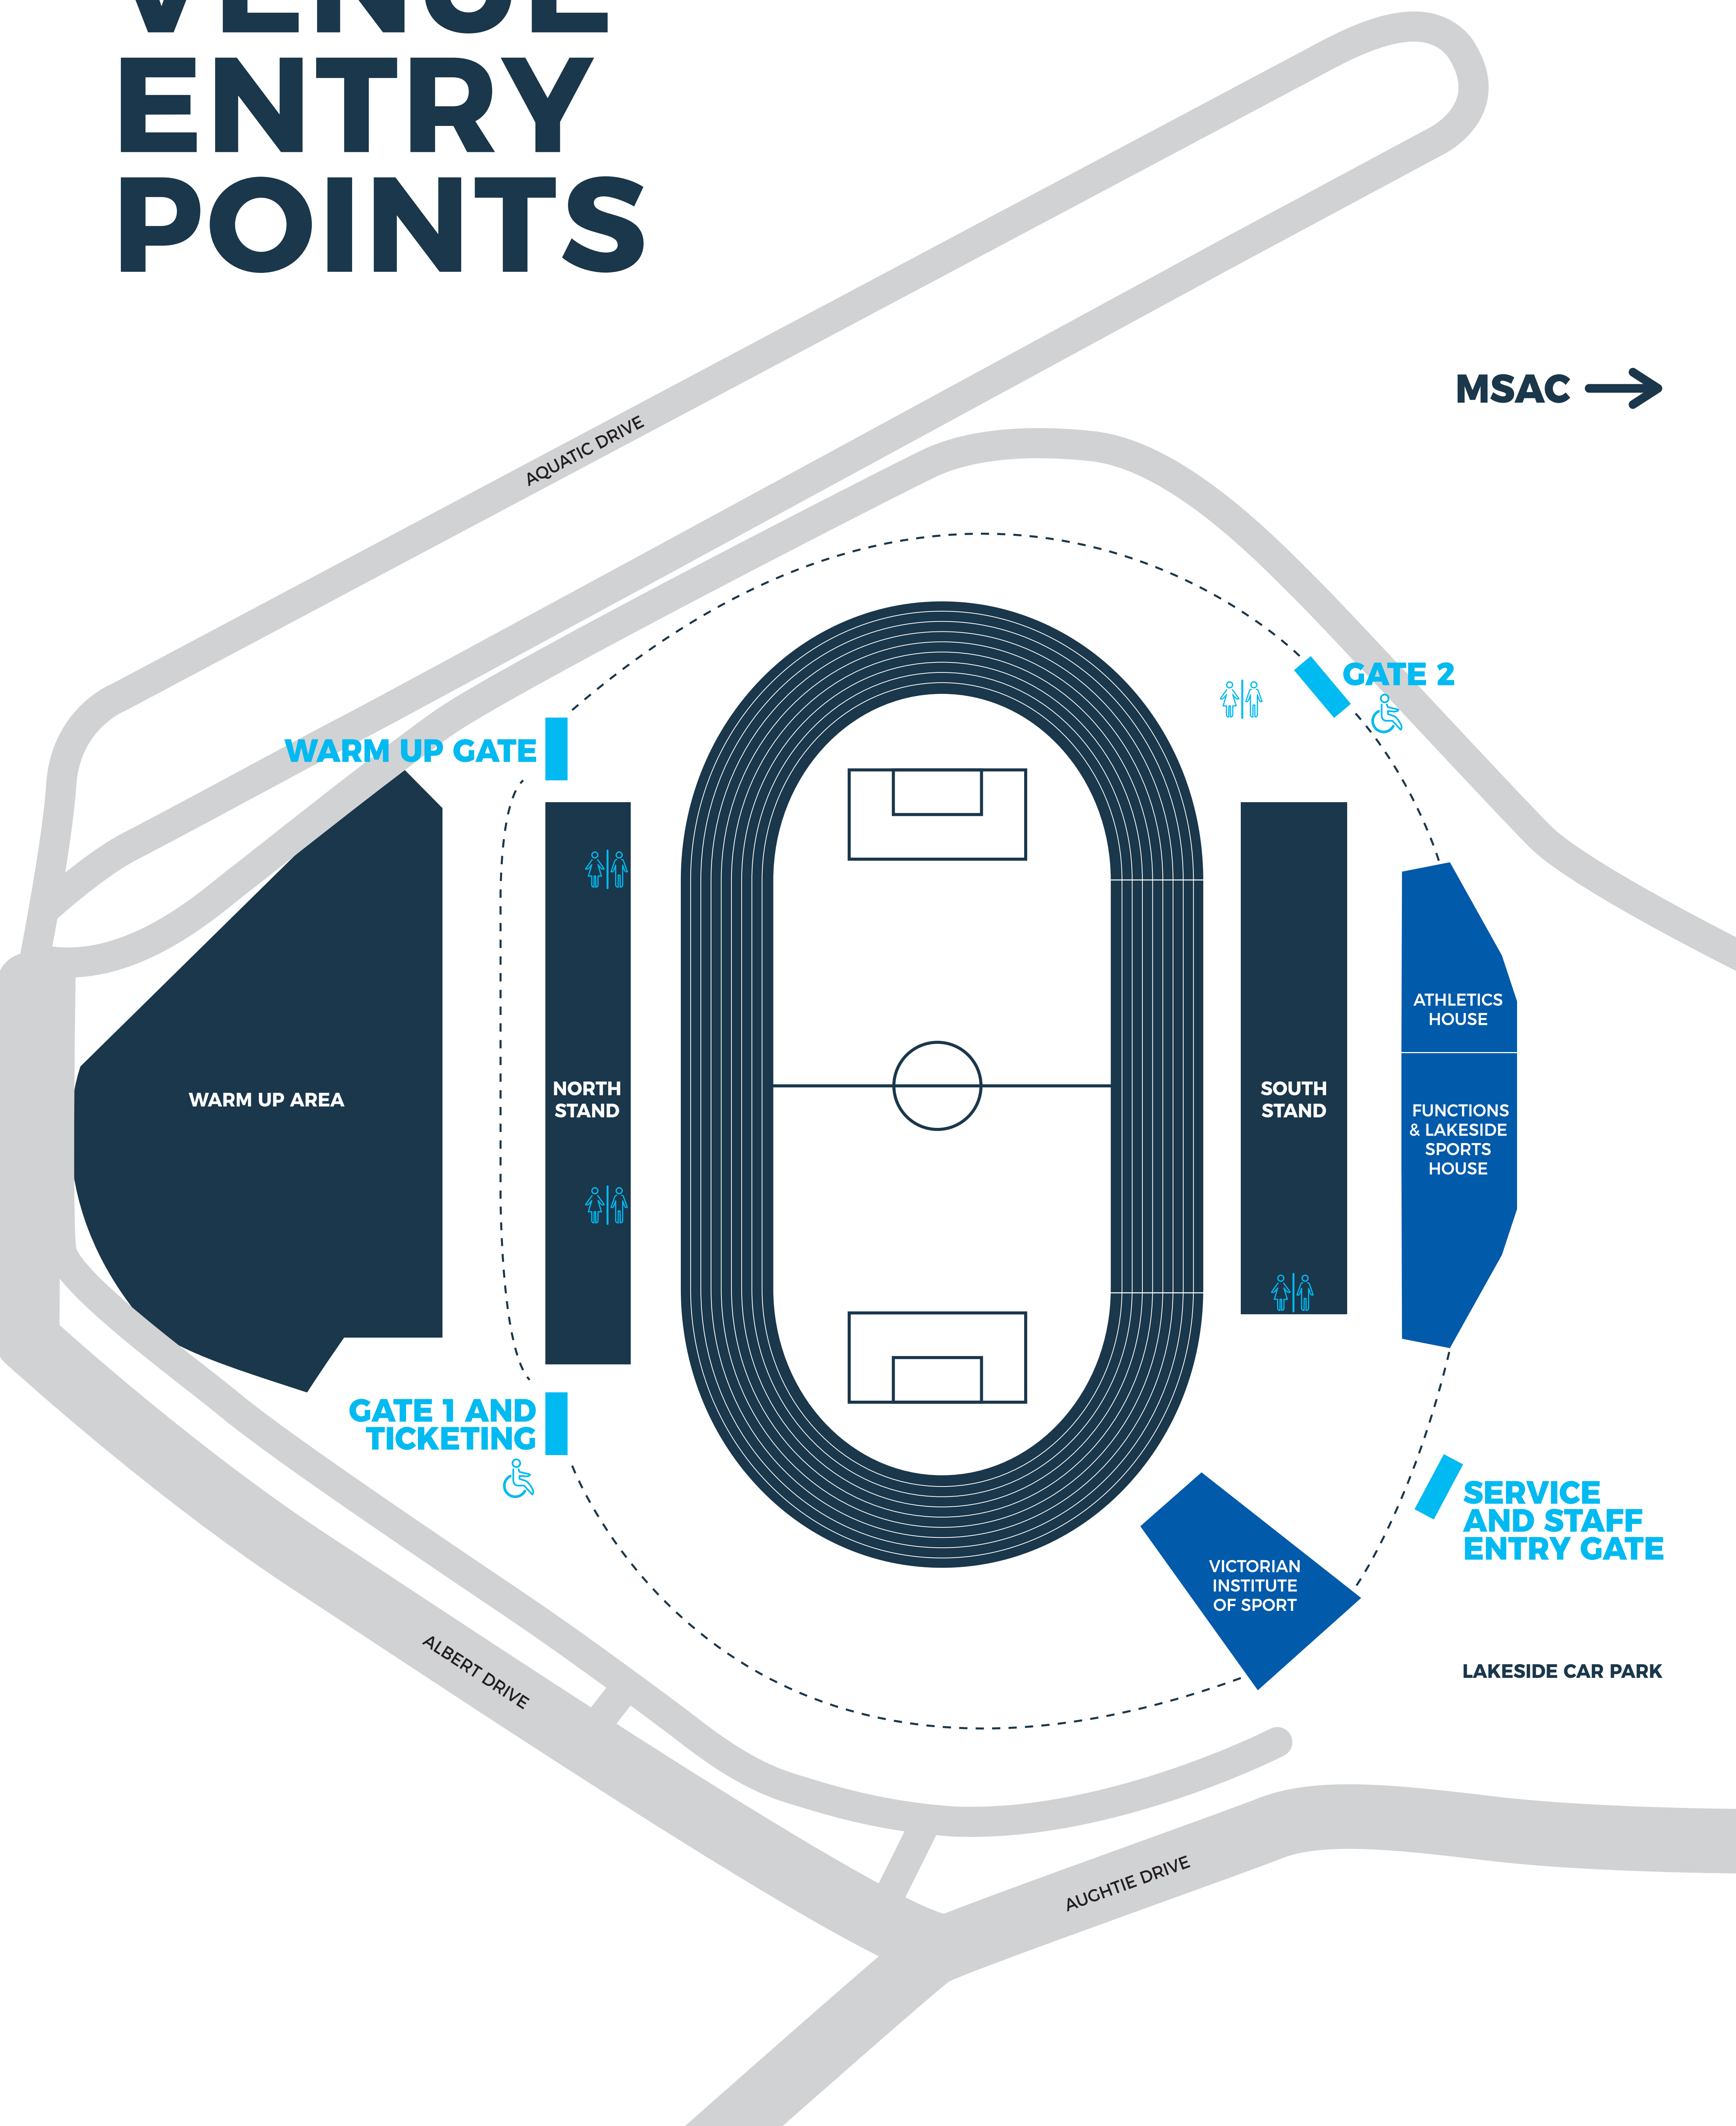 VENUE
ENTRY
POINTS
AQUATIC DRIVE
MSAC
GATE 2
WARM UP GATE
ATHLETICS
HOUSE
WARM UP AREA
NORTH
STAND
SOUTH
STAND
FUNCTIONS
& LAKESIDE
SPORTS
HOUSE
GATE 1 AND
TICKETING
SERVICE
AND STAFF
ENTRY GATE
VICTORIAN
INSTITUTE
OF SPORT
LAKESIDE CAR PARK
ALBERT DRIVE
AUGHTIE DRIVE